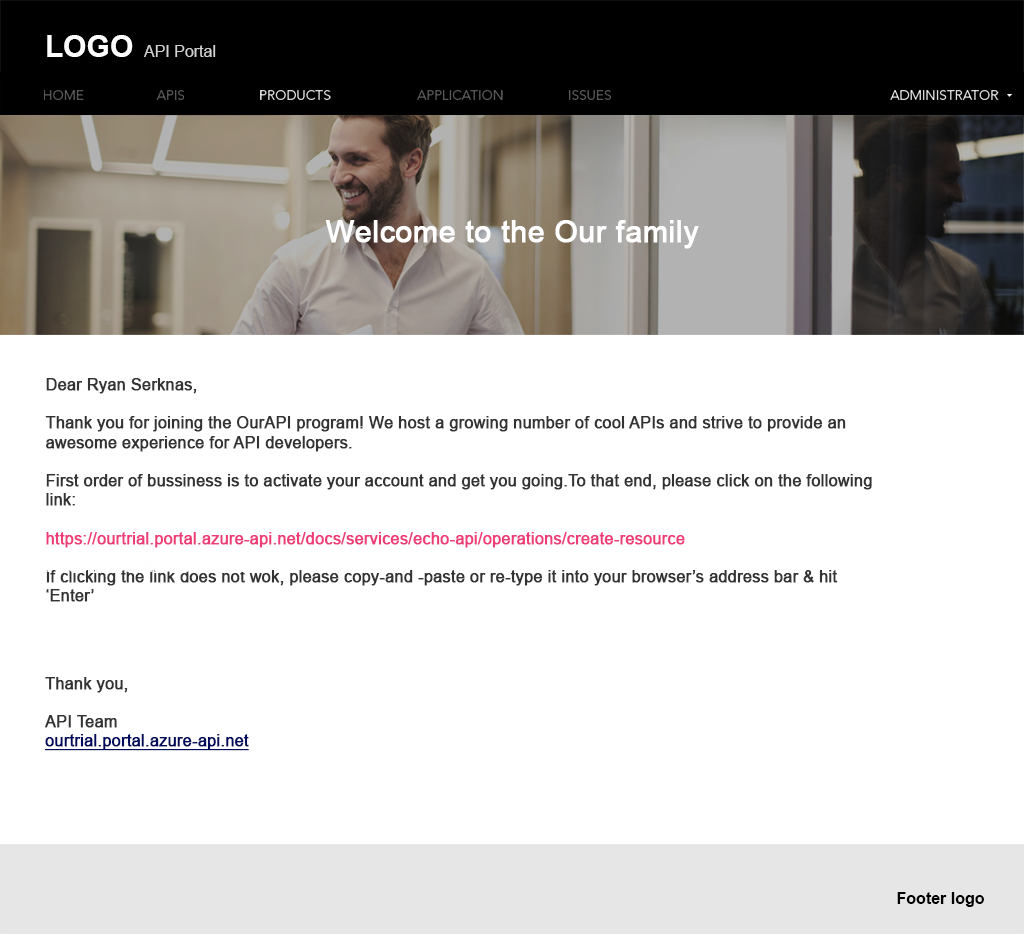 LOGO API Portal
HOME APIS PRODUCTS APPLICATION ISSUES ADMINISTRATOR
Welcome to the Our family
Dear Ryan Serknas,
Thank you for joining the OurAPI program! We host a growing number of cool APIs and strive to provide an
awesome experience for API developers.
First order of bussiness is to activate your account and get you going.To that end, please click on the following
link:
https://ourtrial.portal.azure-api.net/docs/services/echo-api/operations/create-resource
If clicking the link does not wok, please copy-and -paste or re-type it into your browser’s address bar & hit
‘Enter’
Thank you,
API Team
ourtrial.portal.azure-api.net
Footer logo